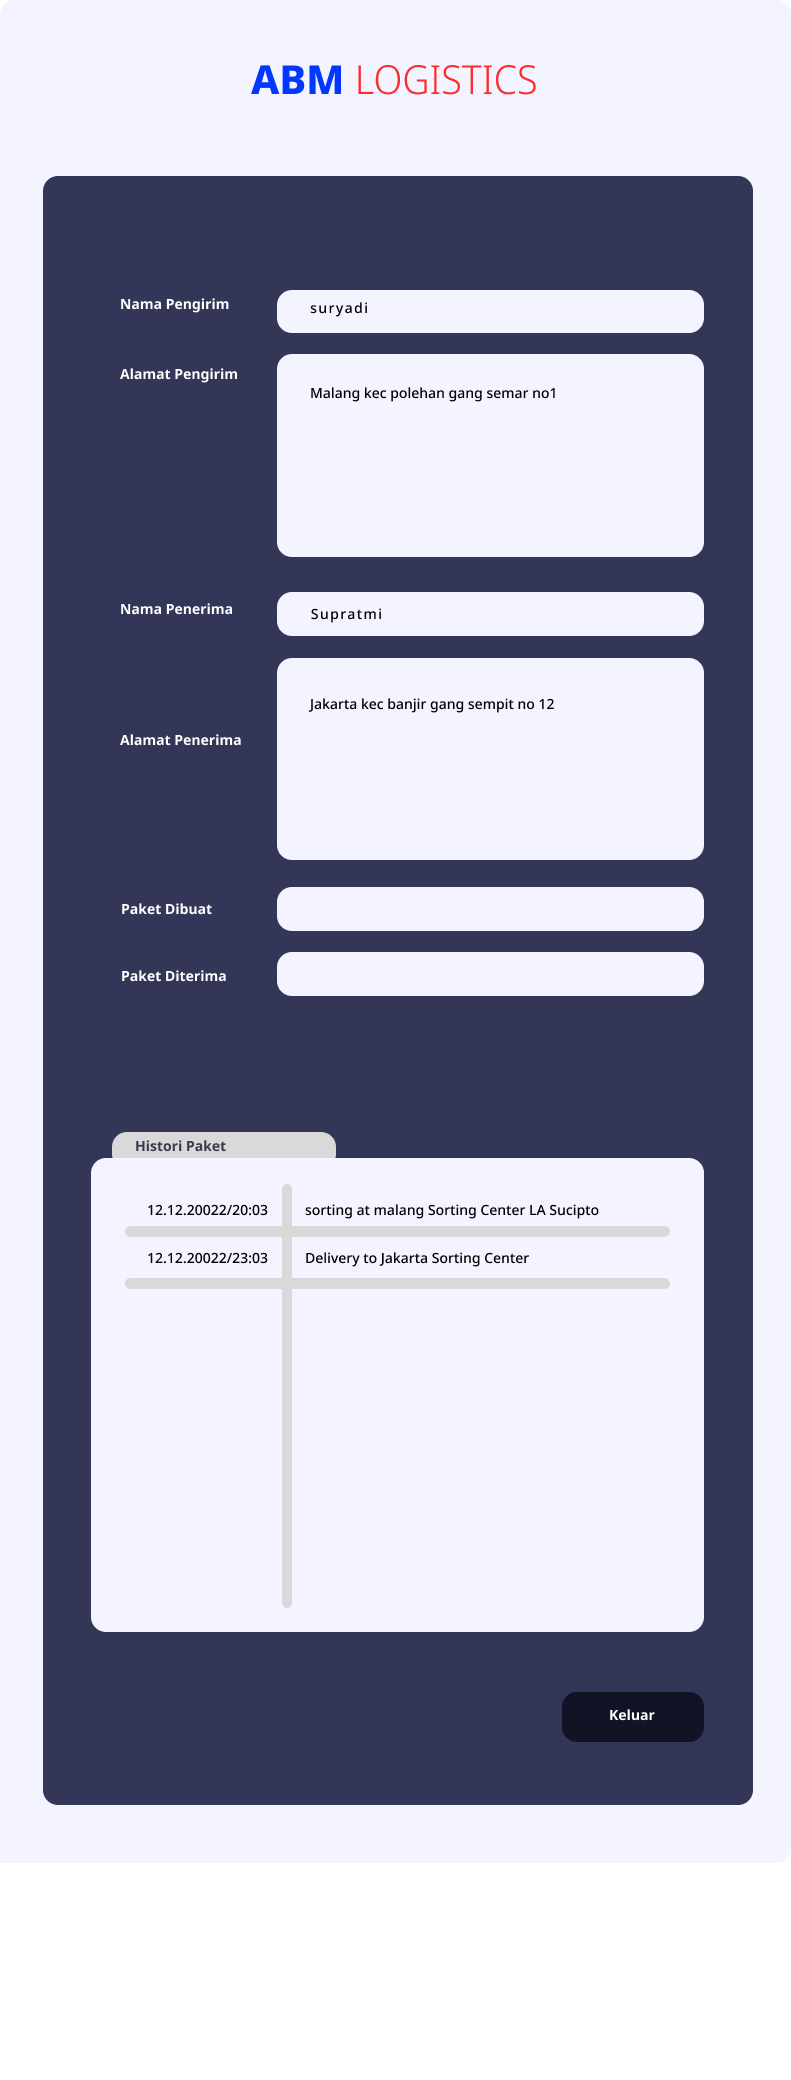 ABM LOGISTICS
Nama Pengirim
suryadi
Alamat Pengirim
Malang kec polehan gang semar no1
Nama Penerima
Supratmi
Jakarta kec banjir gang sempit no 12
Alamat Penerima
Paket Dibuat
Paket Diterima
Histori Paket
12.12.20022/20:03 sorting at malang Sorting Center LA Sucipto
12.12.20022/23:03 Delivery to Jakarta Sorting Center
Keluar